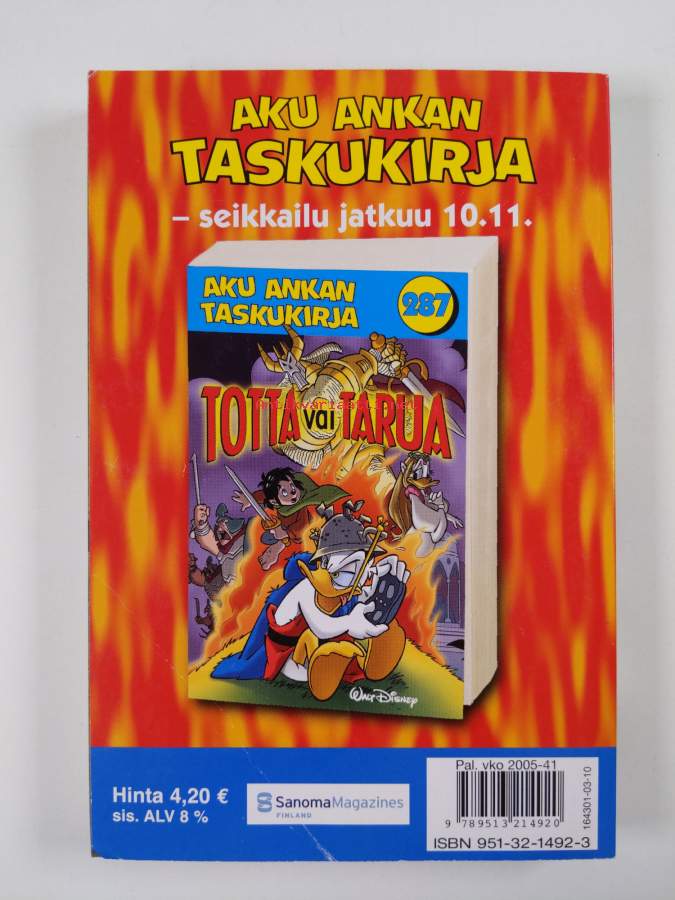 AKU ANKAN
TASKUKIRJA
– seikkailu jatkuu 10.11.
AKU ANKAN
TASKUKIRJA
287
TOTTA vai TARUA
WALT DISNEY
Hinta 4,20 €
sis. ALV 8 %
SanomaMagazines
FINLAND
Pal. vko 2005-41
9 789513 214920
164301-03-10
ISBN 951-32-1492-3